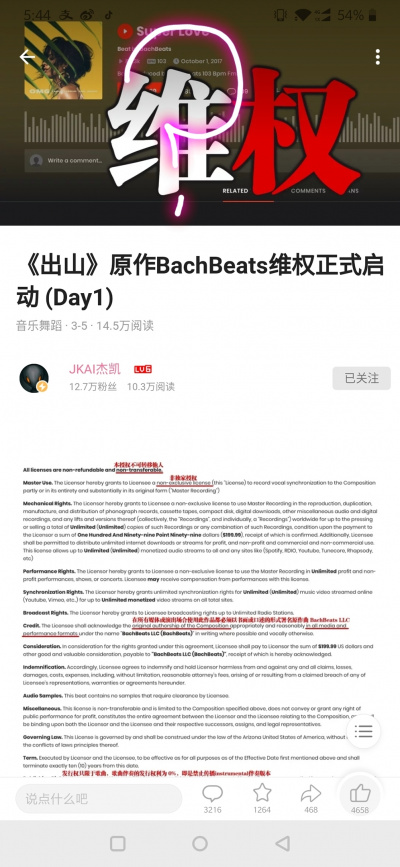 5:44
54%
Super Love
Beat by BachBeats
103
October 1, 2017
Write a comment...
维权
RELATED
COMMENTS
《出山》原作BachBeats维权正式启
动 (Day1)
音乐舞蹈 · 3-5 · 14.5万阅读
JKAI杰凯 LV6
12.7万粉丝 10.3万阅读
已关注
本授权不可转移他人
All licenses are non-refundable and non-transferable.
非独家授权
Master Use. The Licensor hereby grants to Licensee a non-exclusive license (this "License) to record vocal synchronization to the Composition
partly or in its entirety and substantially in its original form ("Master Recording")
Mechanical Rights. The Licensor hereby grants to Licensee a non-exclusive license to use Master Recording in the reproduction, duplication,
manufacture, and distribution of phonograph records, cassette tapes, compact disk, digital downloads, other miscellaneous audio and digital
recordings, and any lifts and versions thereof (collectively, the "Recordings", and individually, a "Recordings") worldwide for up to the pressing
or selling a total of Unlimited (Unlimited) copies of such Recordings or any combination of such Recordings, condition upon the payment to
the Licensor a sum of One Hundred And Ninety-nine Point Ninety-nine dollars ($199.99), receipt of which is confirmed. Additionally, Licensee
shall be permitted to distribute unlimited internet downloads or streams for profit, and non-profit and commercial and non-commercial use.
This license allows up to Unlimited (Unlimited) monetized audio streams to all and any sites like (Spotify, RDIO, Youtube, Tunecore, Rhapsody,
etc.)
Performance Rights. The Licensor here by grants to Licensee a non-exclusive license to use the Master Recording in Unlimited profit and non-
profit performances, shows, or concerts. Licensee may receive compensation from performances with this license.
Synchronization Rights. The Licensor hereby grants unlimited synchronization rights for Unlimited (Unlimited) music video streamed online
(Youtube, Vimeo, etc.,) for up to Unlimited monetized video streams on all total sites.
Broadcast Rights. The Licensor hereby grants to Licensee broadcasting rights up to Unlimited Radio Stations.
在所有媒体或演出场合使用此作品都必须以书面或口述的形式署名原作曲 BachBeats LLC
Credit. The Licensee shall acknowledge the original authorship of the Composition appropriately and reasonably in all media and
performance formats under the name "BachBeats LLC (BachBeats)", in writing where possible and vocally otherwise.
Consideration. In consideration for the rights granted under this agreement, Licensee shall pay to Licensor the sum of $199.99 US dollars and
other good and valuable consideration, payable to "BachBeats LLC (BachBeats)", receipt of which is hereby acknowledged.
Indemnification. Accordingly, Licensee agrees to indemnify and hold Licensor harmless from and against any and all claims, losses,
damages, costs, expenses, including, without limitation, reasonable attorney's fees, arising of or resulting from a claimed breach of any of
Licensee's representations, warranties or agreements hereunder.
Audio Samples. This beat contains no samples that require clearance by Licensee.
Miscellaneous. This license is non-transferable and is limited to the Composition specified above, does not convey or grant any right of
public performance for profit, constitutes the entire agreement between the Licensor and the Licensee relating to the Composition,
be binding upon both the Licensor and the Licensee and their respective successors, assigns, and legal representatives.
Governing Law. This License is governed by and shall be construed under the law of the Arizona United States of America, without
the conflicts of laws principles thereof.
Term. Executed by Licensor and the Licensee, to be effective as for all purposes as of the Effective Date first mentioned above and shall
terminate exactly ten (10) years from this date.
发行权只限于歌曲，歌曲伴奏的发行权利为 0%，即是禁止传播instrumental伴奏版本
说点什么吧
3216
1264
468
4658